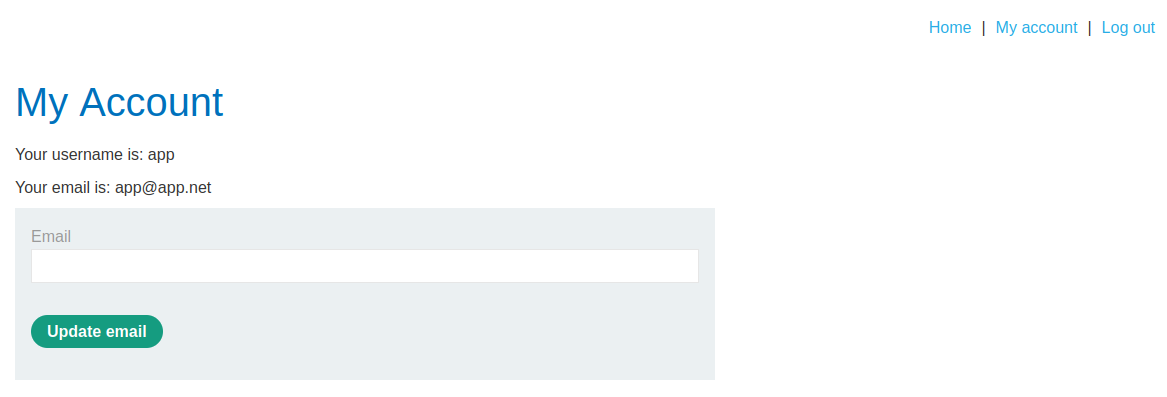 Home | My account | Log out
My Account
Your username is: app
Your email is: app@app.net
Email
Update email